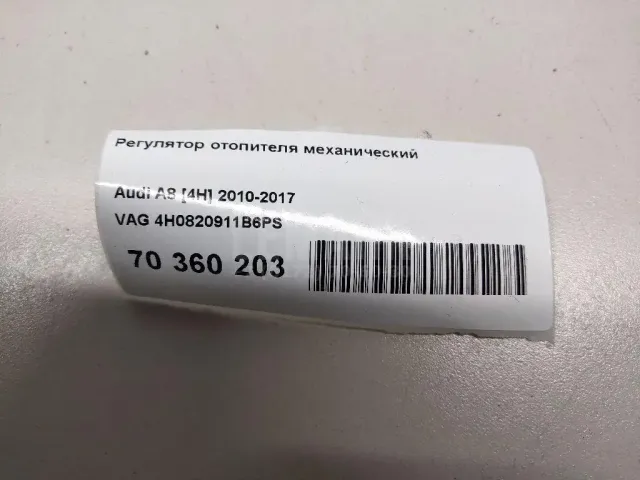 Регулятор отопителя механический
Audi A8 [4H] 2010-2017
VAG 4H0820911B6PS
70 360 203